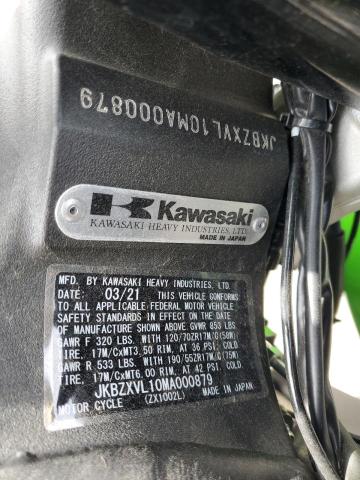 JKBZXVL10MA000879
Kawasaki
KAWASAKI HEAVY INDUSTRIES, LTD.
MADE IN JAPAN
MFD. BY KAWASAKI HEAVY INDUSTRIES, LTD.
DATE: 03/21 THIS VEHICLE CONFORMS
TO ALL APPLICABLE FEDERAL MOTOR VEHICLE
SAFETY STANDARDS IN EFFECT ON THE DATE
OF MANUFACTURE SHOWN ABOVE GVWR 853 LBS.
GAWR F 320 LBS. WITH 120/70ZR17M/C(58W)
TIRE, 17M/CxMT3.50 RIM, AT 36 PSI. COLD
GAWR R 533 LBS. WITH 190/55ZR17M/C(75W)
TIRE, 17M/CxMT6.00 RIM, AT 42 PSI. COLD
JKBZXVL10MA000879
MOTOR CYCLE (ZX1002L) MADE IN JAPAN